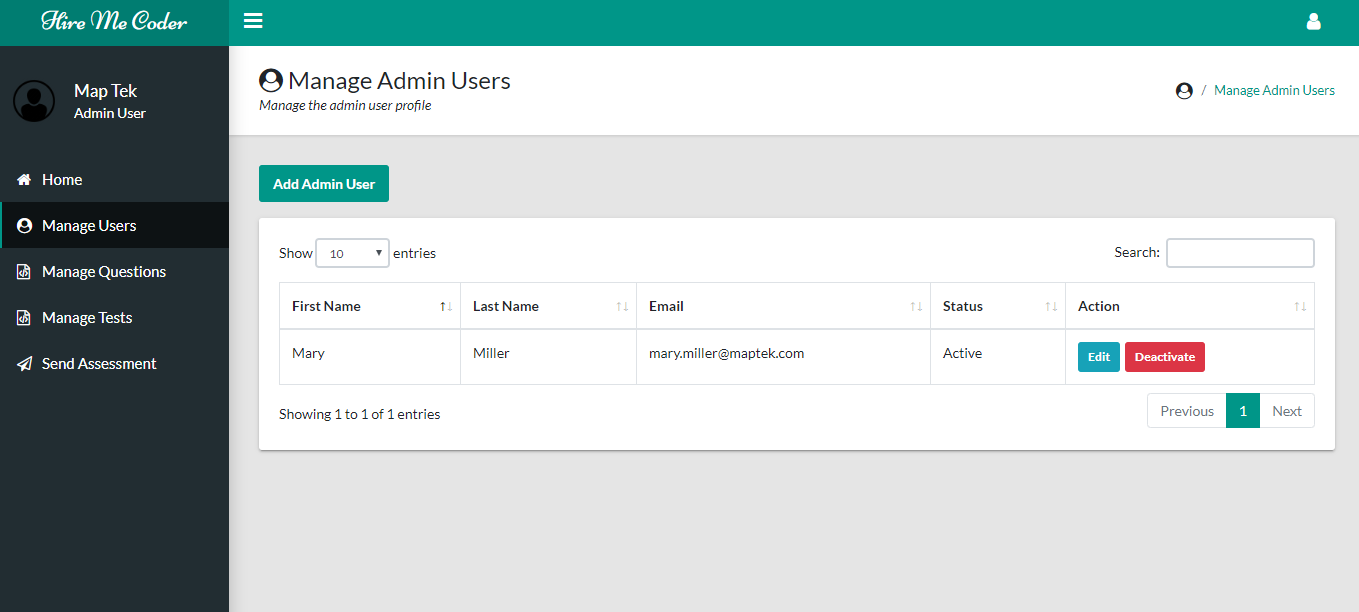 Hire Me Coder
Map Tek
Admin User
Home
Manage Users
Manage Questions
Manage Tests
Send Assessment
Manage Admin Users
Manage the admin user profile
/ Manage Admin Users
Add Admin User
Show 10 entries
Search:
First Name Last Name Email Status Action
Mary Miller mary.miller@maptek.com Active Edit Deactivate
Showing 1 to 1 of 1 entries
Previous 1 Next